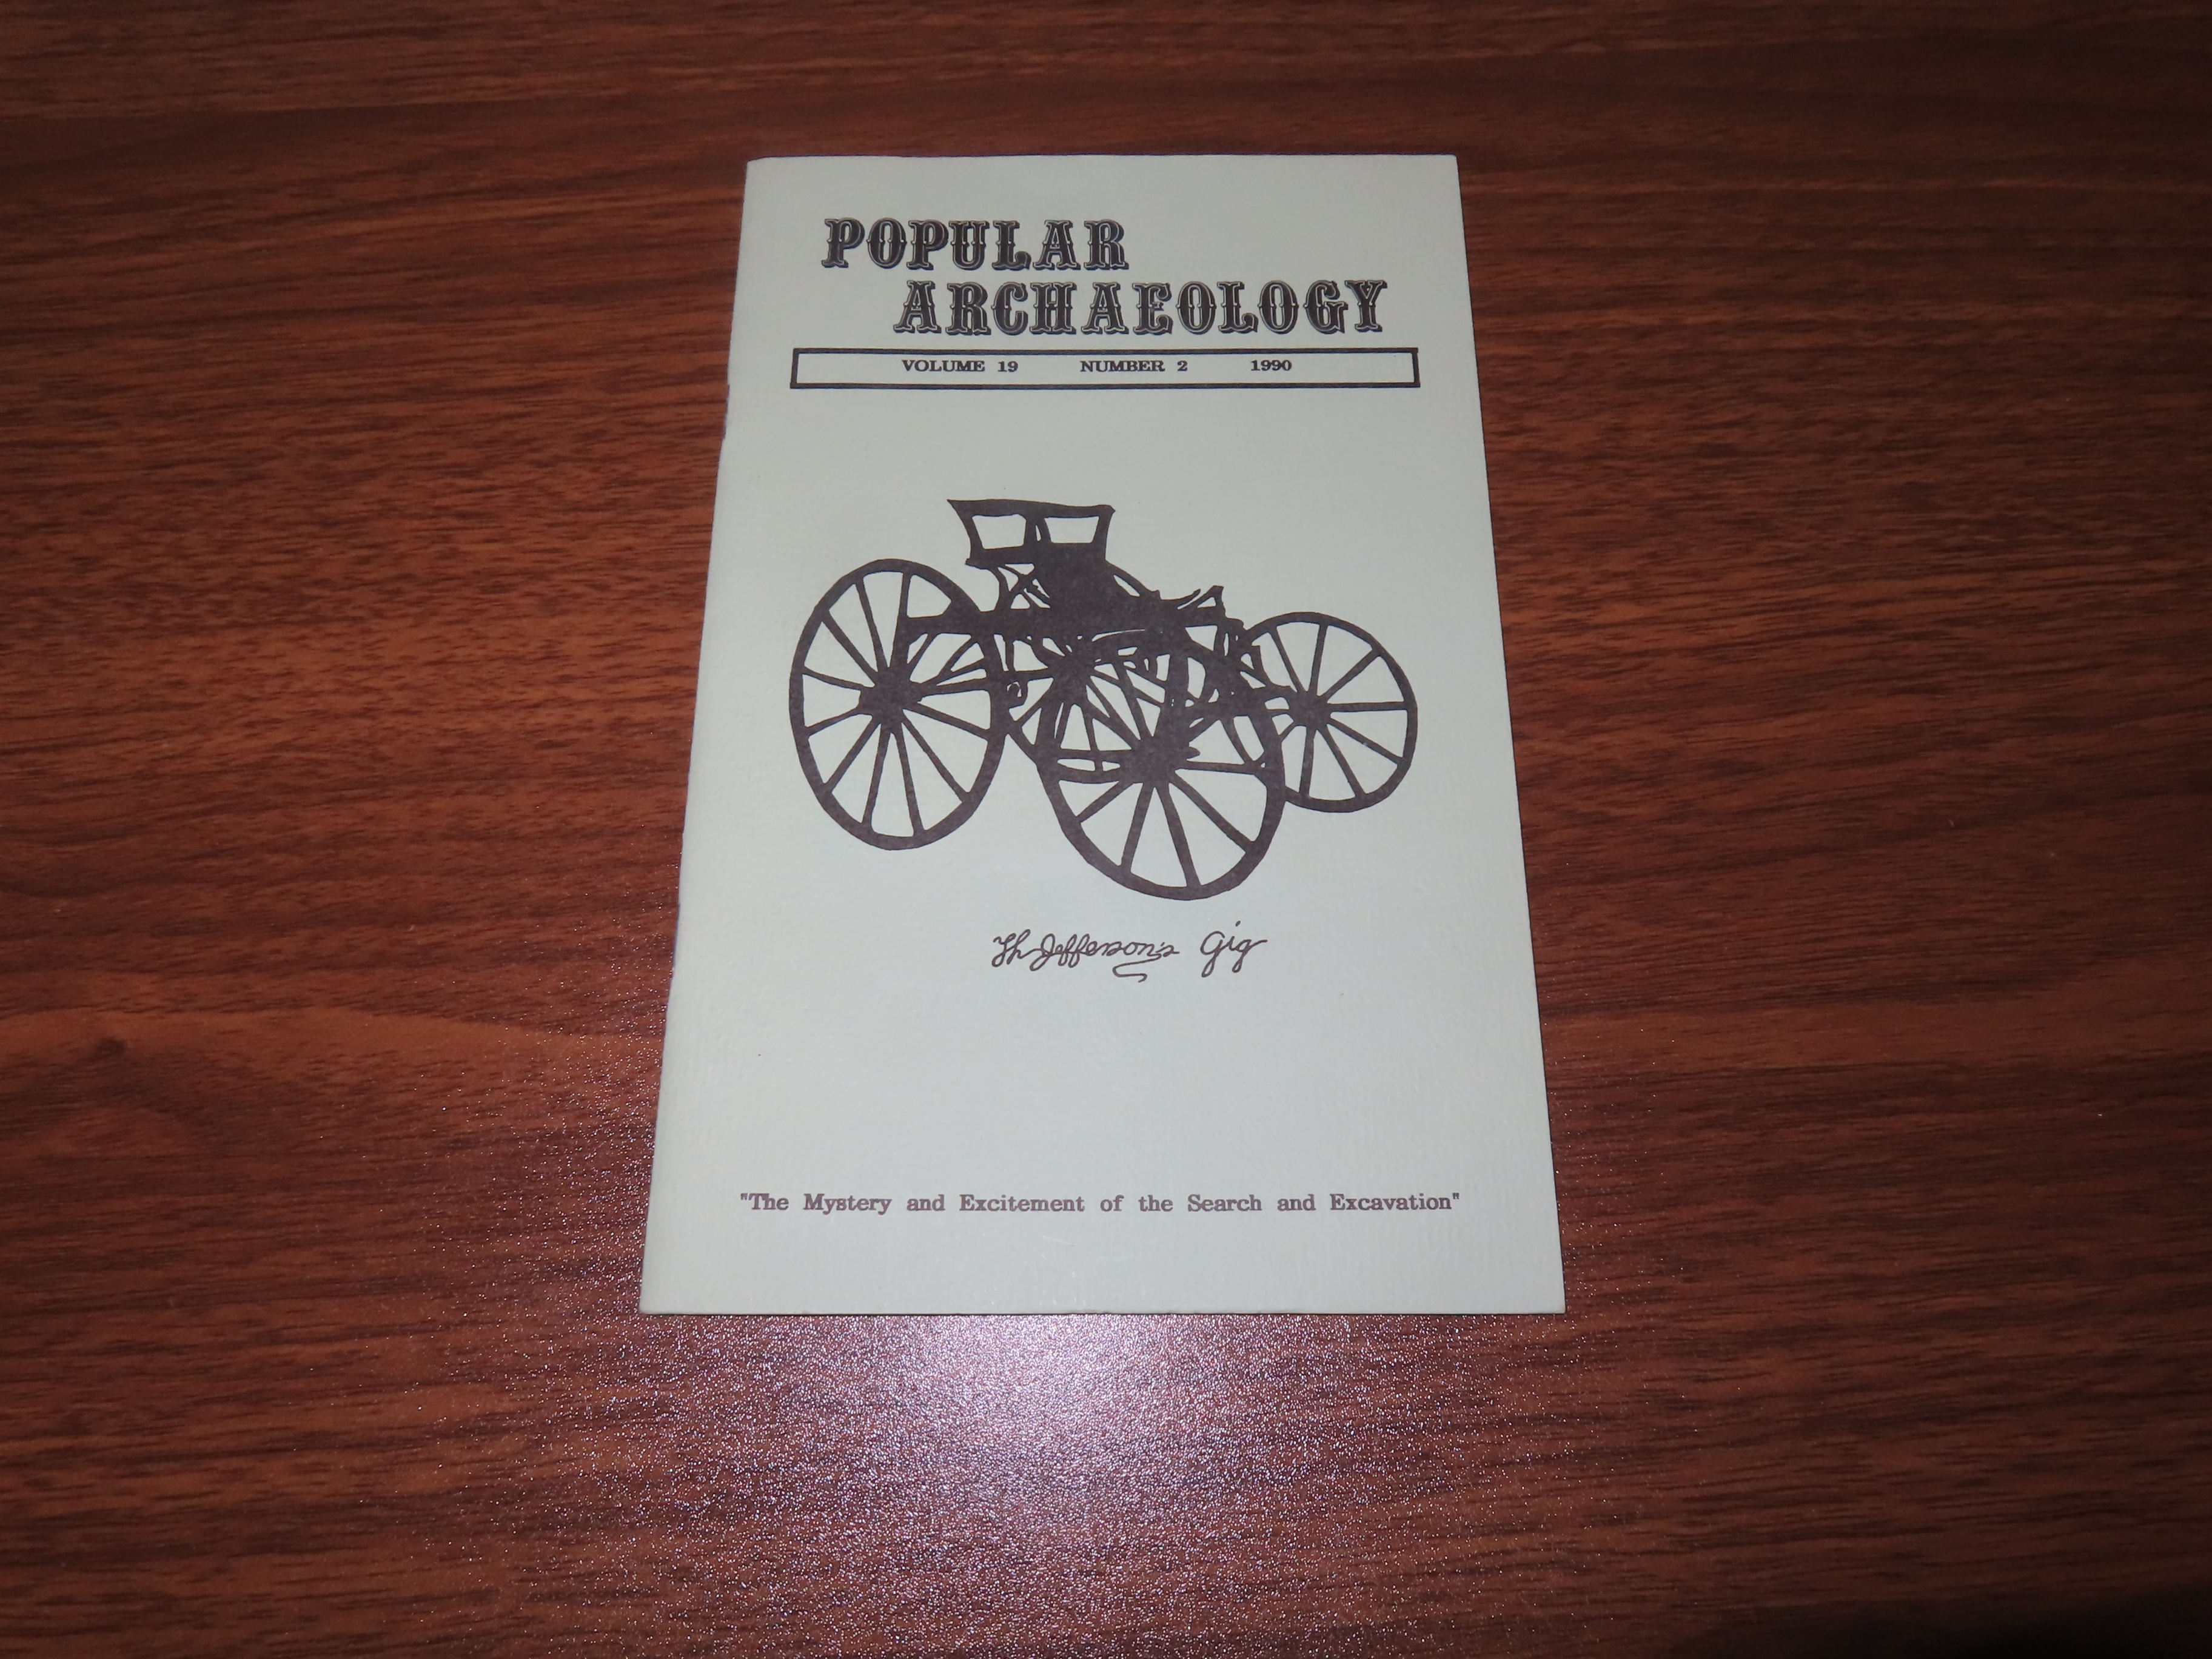 POPULAR
ARCHAEOLOGY
VOLUME 19 NUMBER 2 1990
Th Jefferson's Gig
"The Mystery and Excitement of the Search and Excavation"